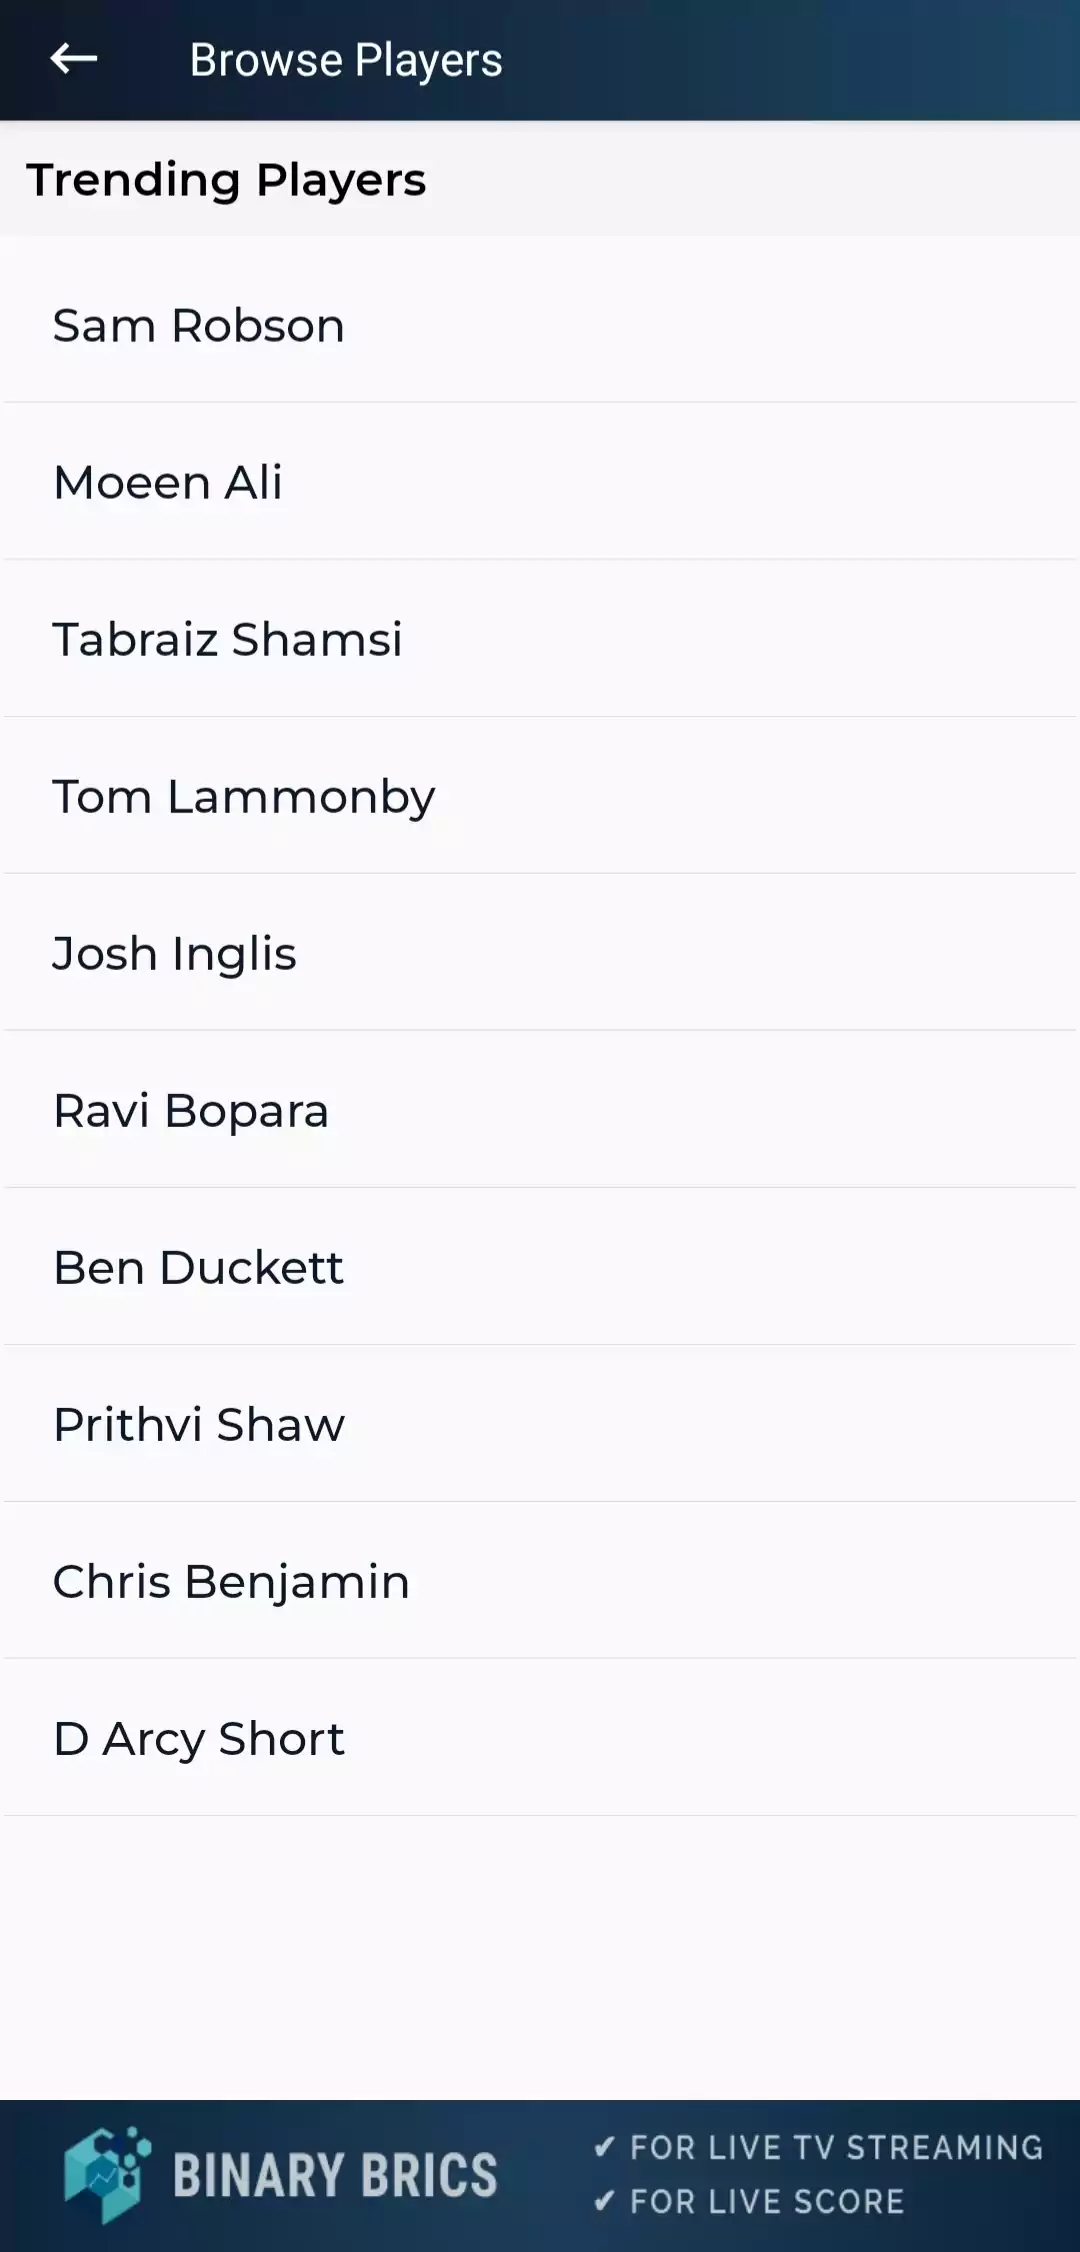 Browse Players
Trending Players
Sam Robson
Moeen Ali
Tabraiz Shamsi
Tom Lammonby
Josh Inglis
Ravi Bopara
Ben Duckett
Prithvi Shaw
Chris Benjamin
D Arcy Short
BINARY BRICS
✔ FOR LIVE TV STREAMING
✔ FOR LIVE SCORE